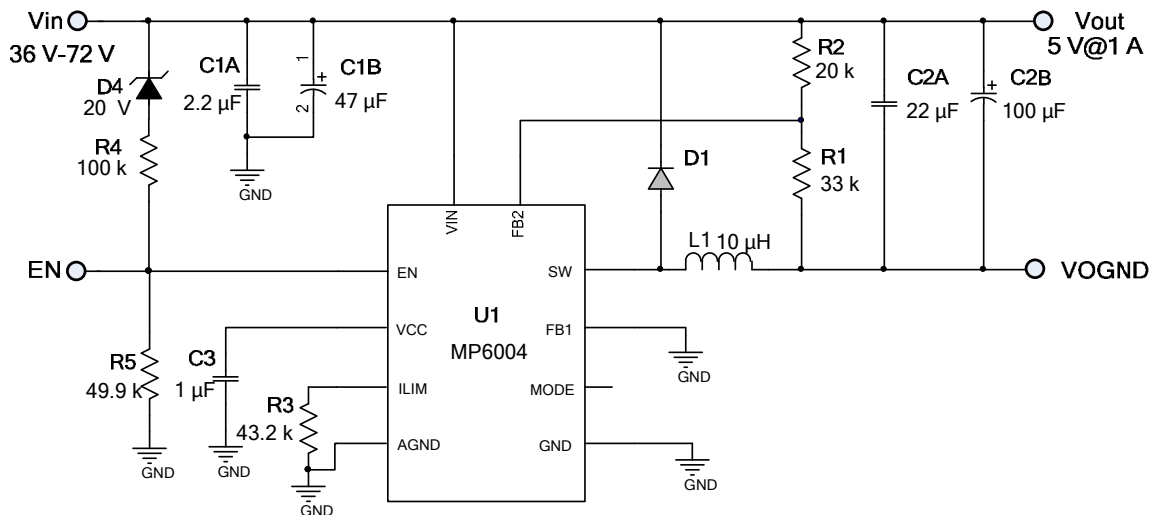 Vin
36 V-72 V
D4
20 V
R4
100 k
C1A
2.2 µF
1
2
C1B
47 µF
GND
R2
20 k
R1
33 k
C2A
22 µF
C2B
100 µF
Vout
5 V@1 A
D1
L1 10 µH
VOGND
EN
R5
49.9 k
GND
C3
1 µF
GND
R3
43.2 k
GND
VIN
FB2
EN
VCC
ILIM
AGND
U1
MP6004
SW
FB1
MODE
GND
GND
GND